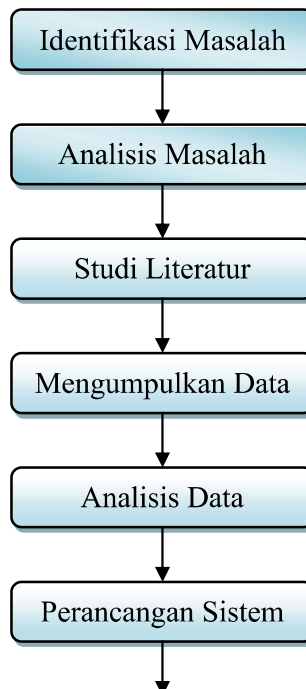 Identifikasi Masalah
Analisis Masalah
Studi Literatur
Mengumpulkan Data
Analisis Data
Perancangan Sistem